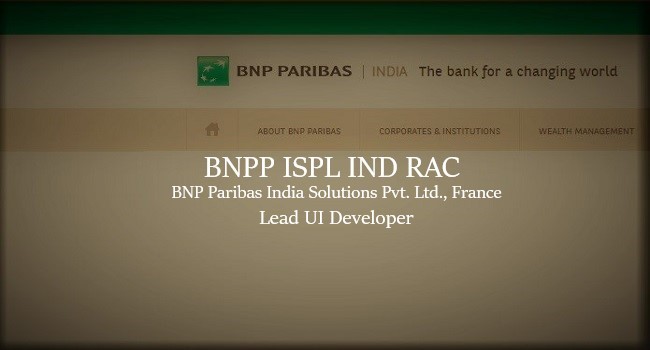 BNP PARIBAS | INDIA The bank for a changing world
ABOUT BNP PARIBAS CORPORATES & INSTITUTIONS WEALTH MANAGEMENT
BNPP ISPL IND RAC
BNP Paribas India Solutions Pvt. Ltd., France
Lead UI Developer